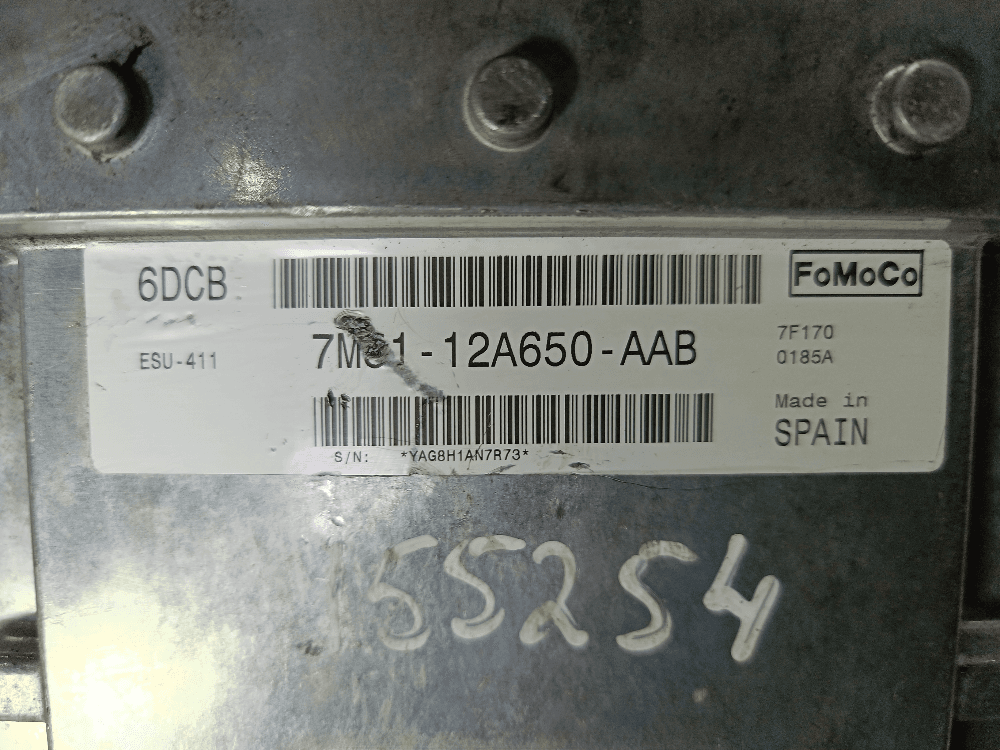 6DCB
FoMoCo
ESU-411
-12A650-AAB
7F170
0185A
Made in
SPAIN
S/N: *YAG8H1AN7R73*
55254